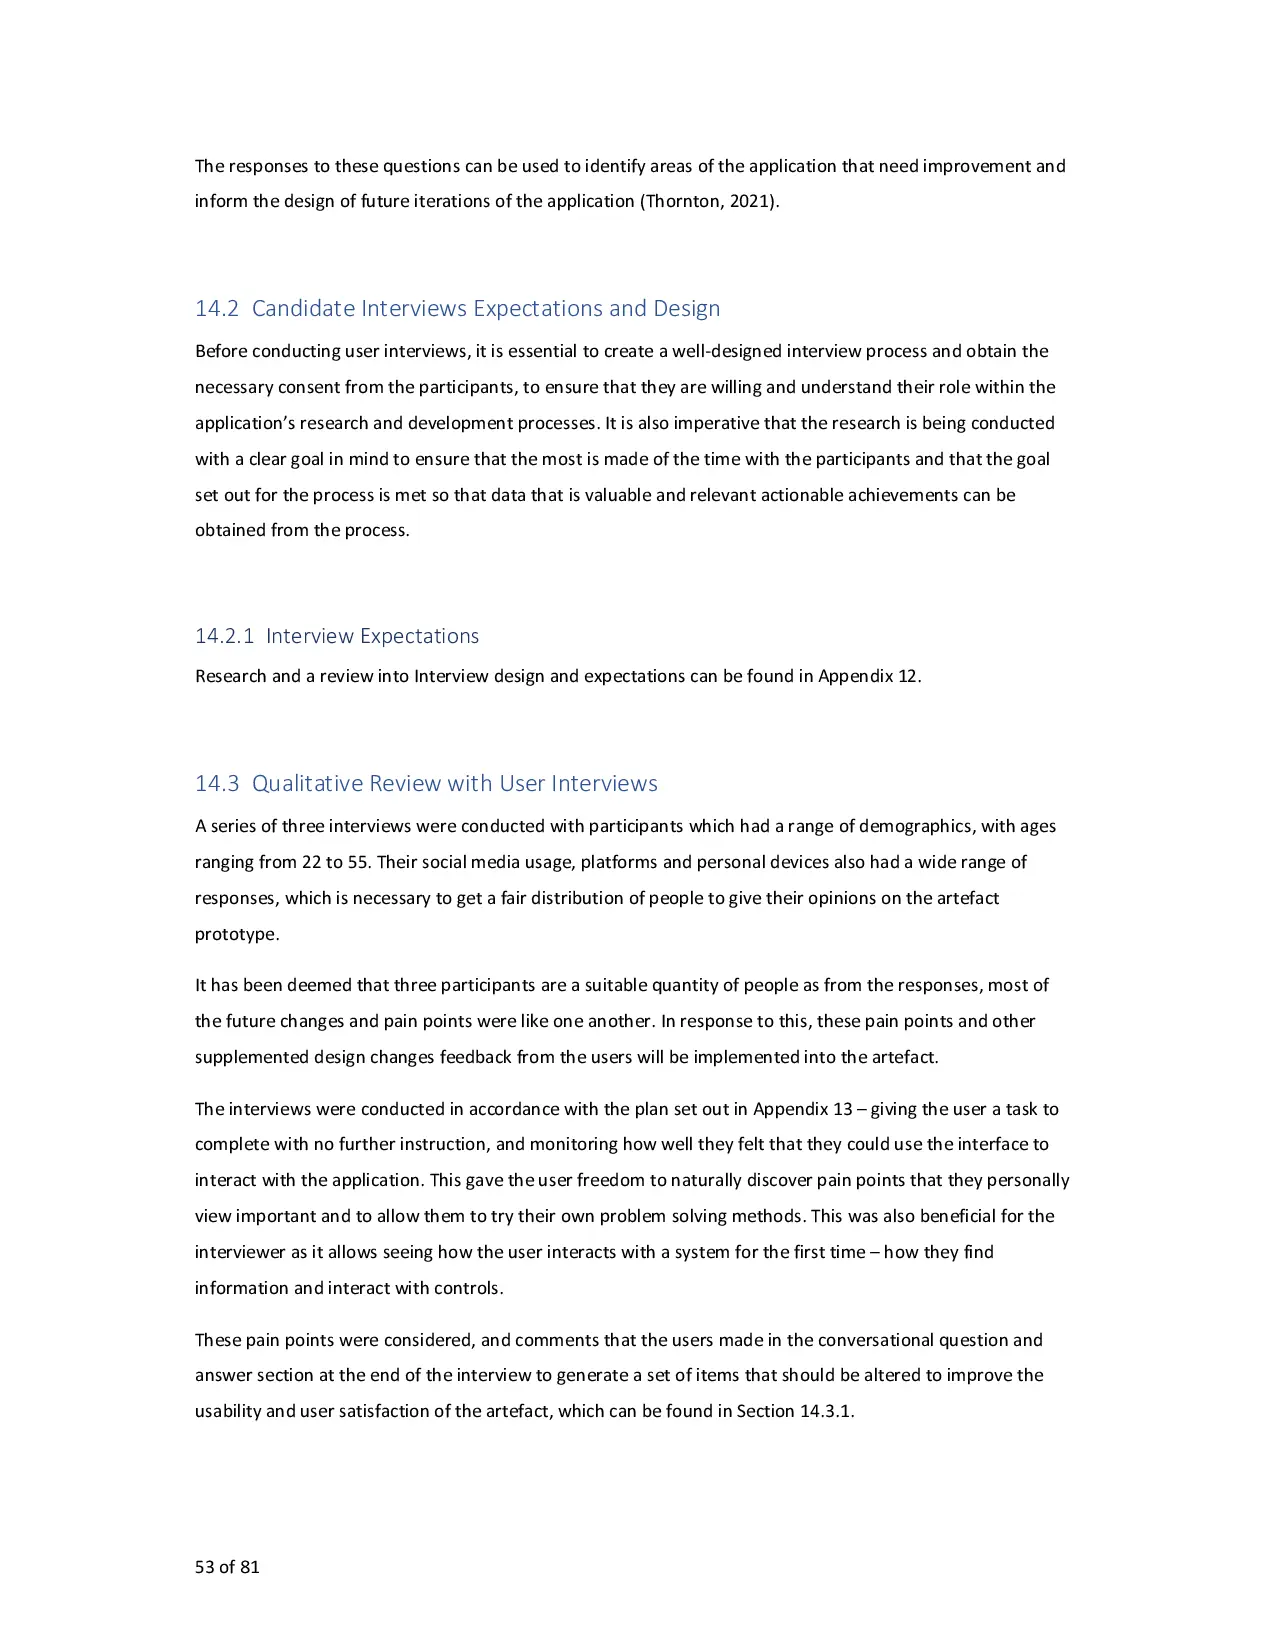 The responses to these questions can be used to identify areas of the application that need improvement and
inform the design of future iterations of the application (Thornton, 2021).
14.2 Candidate Interviews Expectations and Design
Before conducting user interviews, it is essential to create a well-designed interview process and obtain the
necessary consent from the participants, to ensure that they are willing and understand their role within the
application’s research and development processes. It is also imperative that the research is being conducted
with a clear goal in mind to ensure that the most is made of the time with the participants and that the goal
set out for the process is met so that data that is valuable and relevant actionable achievements can be
obtained from the process.
14.2.1 Interview Expectations
Research and a review into Interview design and expectations can be found in Appendix 12.
14.3 Qualitative Review with User Interviews
A series of three interviews were conducted with participants which had a range of demographics, with ages
ranging from 22 to 55. Their social media usage, platforms and personal devices also had a wide range of
responses, which is necessary to get a fair distribution of people to give their opinions on the artefact
prototype.
It has been deemed that three participants are a suitable quantity of people as from the responses, most of
the future changes and pain points were like one another. In response to this, these pain points and other
supplemented design changes feedback from the users will be implemented into the artefact.
The interviews were conducted in accordance with the plan set out in Appendix 13 – giving the user a task to
complete with no further instruction, and monitoring how well they felt that they could use the interface to
interact with the application. This gave the user freedom to naturally discover pain points that they personally
view important and to allow them to try their own problem solving methods. This was also beneficial for the
interviewer as it allows seeing how the user interacts with a system for the first time – how they find
information and interact with controls.
These pain points were considered, and comments that the users made in the conversational question and
answer section at the end of the interview to generate a set of items that should be altered to improve the
usability and user satisfaction of the artefact, which can be found in Section 14.3.1.
53 of 81